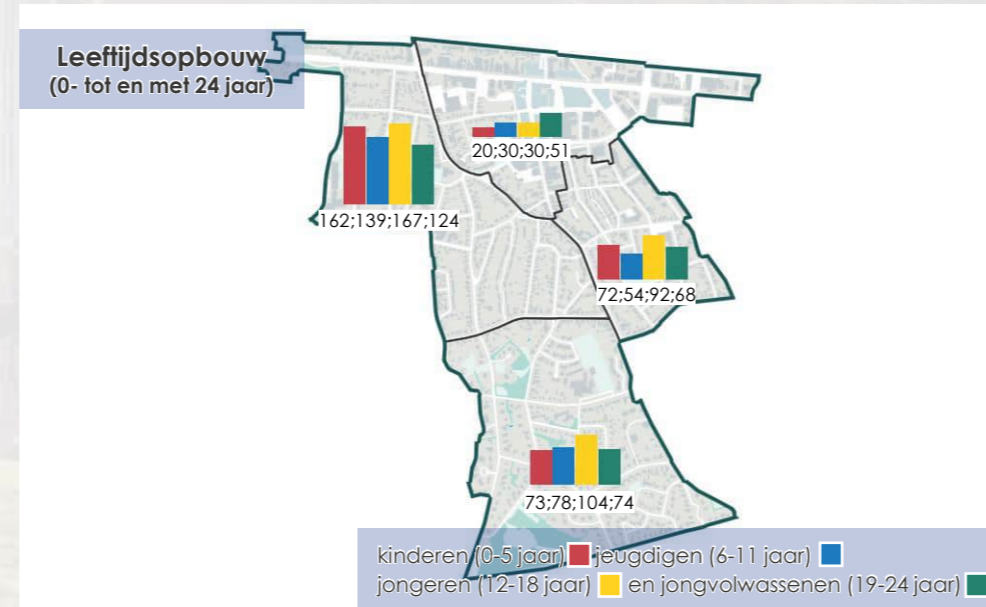 Leeftijdsopbouw
(0- tot en met 24 jaar)
20;30;30;51
162;139;167;124
72;54;92;68
73;78;104;74
kinderen (0-5 jaar) jeugdigen (6-11 jaar)
jongeren (12-18 jaar) en jongvolwassenen (19-24 jaar)